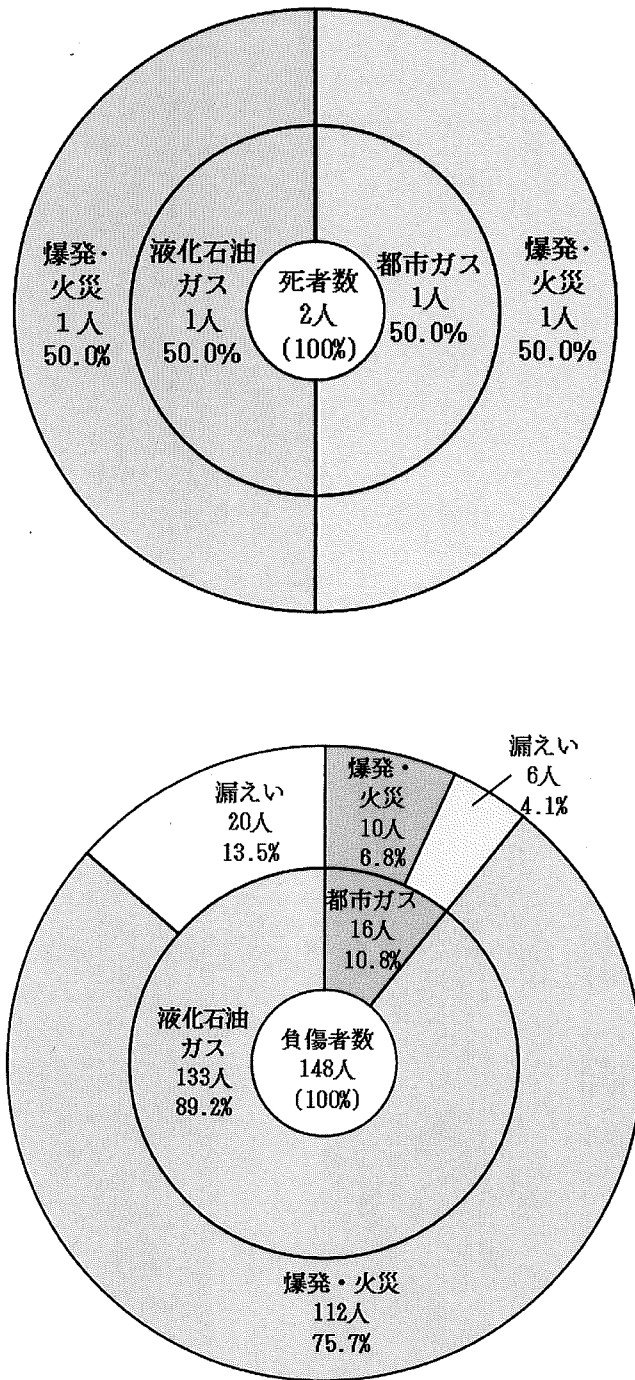 爆発・
火災
1人
50.0%
液化石油
ガス
1人
50.0%
死者数
2人
(100%)
都市ガス
1人
50.0%
爆発・
火災
1人
50.0%
漏えい
20人
13.5%
爆発・
火災
10人
6.8%
漏えい
6人
4.1%
都市ガス
16人
10.8%
液化石油
ガス
133人
89.2%
負傷者数
148人
(100%)
爆発・火災
112人
75.7%